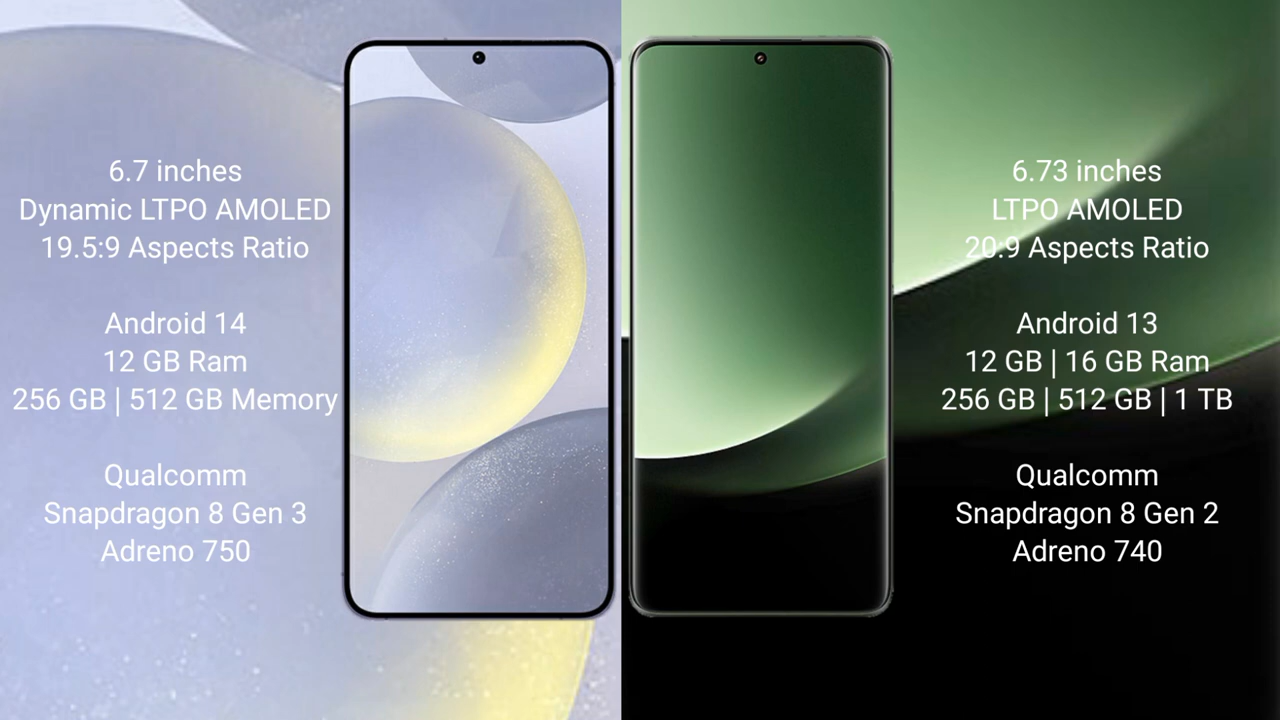 6.7 inches
Dynamic LTPO AMOLED
19.5:9 Aspects Ratio
Android 14
12 GB Ram
256 GB | 512 GB Memory
Qualcomm
Snapdragon 8 Gen 3
Adreno 750
6.73 inches
LTPO AMOLED
20:9 Aspects Ratio
Android 13
12 GB | 16 GB Ram
256 GB | 512 GB | 1 TB
Qualcomm
Snapdragon 8 Gen 2
Adreno 740